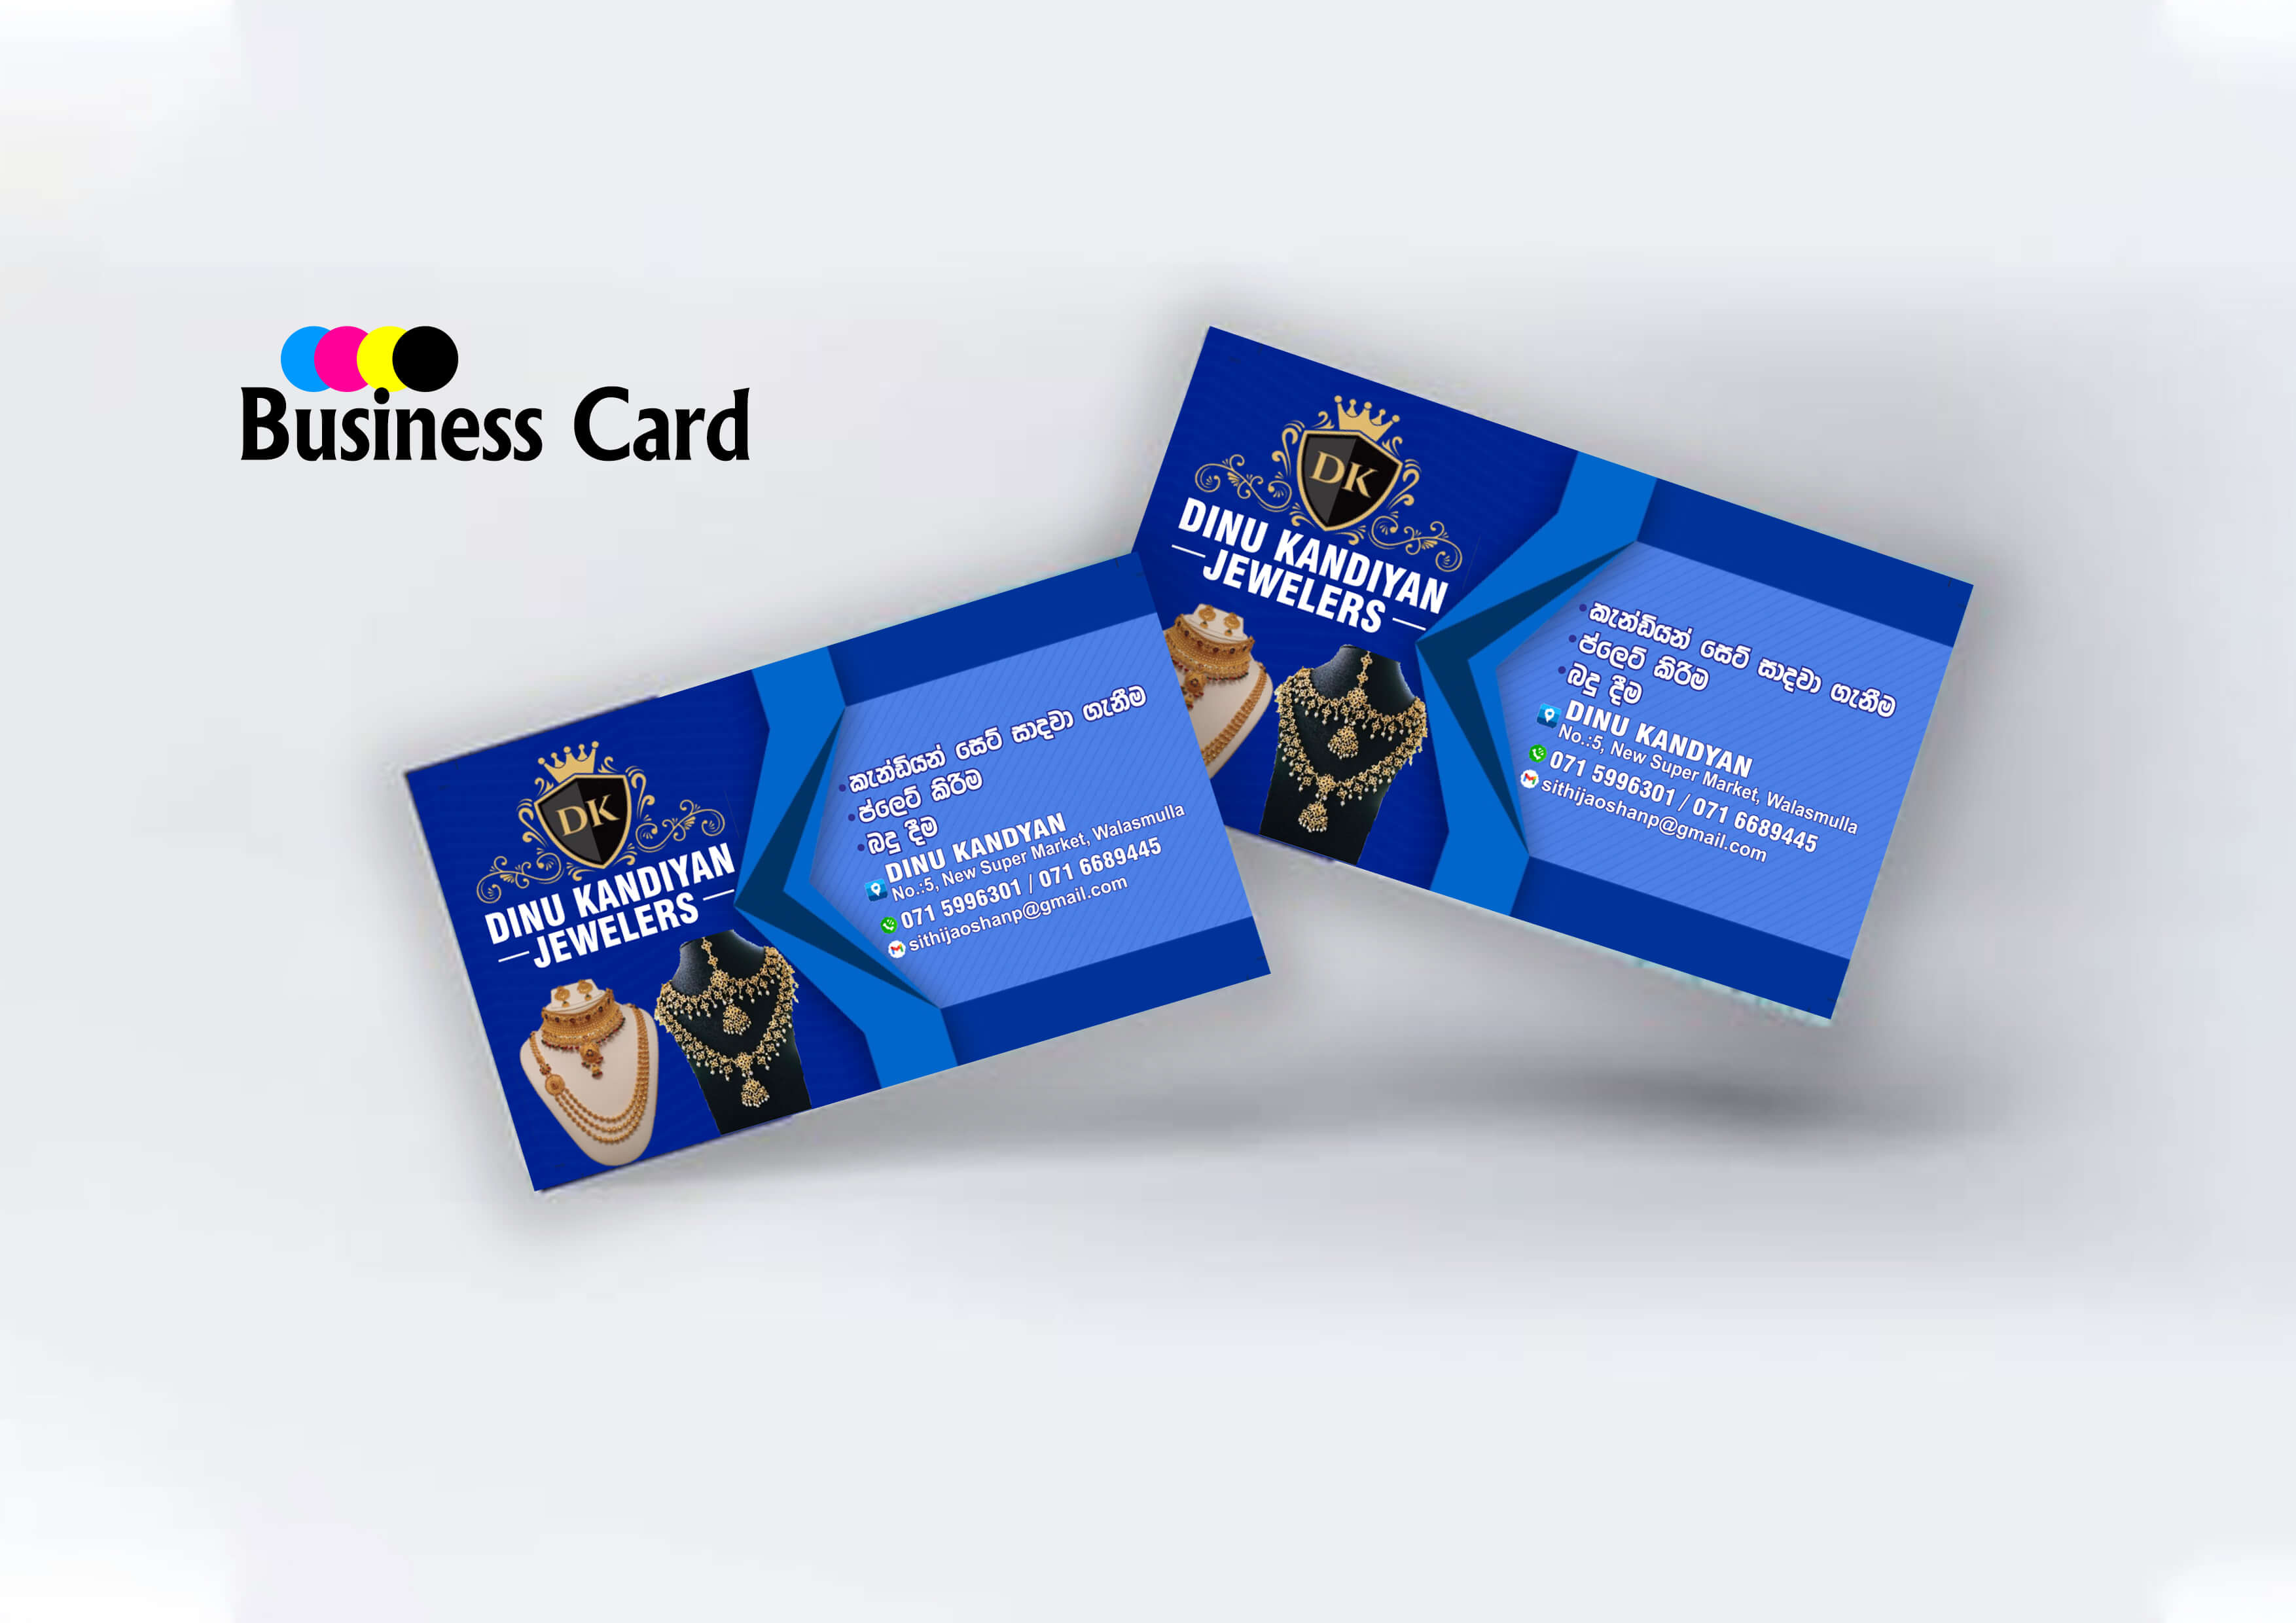 Business Card
DK
DINU KANDIYAN
JEWELERS
• කැන්ඩියන් සෙට් සාදවා ගැනීම
• ප්ලෙට් කිරිම
• බදු දීම
DINU KANDYAN
No.:5, New Super Market, Walasmulla
071 5996301 / 071 6689445
sithijaoshanp@gmail.com
DK
DINU KANDIYAN
JEWELERS
• කැන්ඩියන් සෙට් සාදවා ගැනීම
• ප්ලෙට් කිරිම
• බදු දීම
DINU KANDYAN
No.:5, New Super Market, Walasmulla
071 5996301 / 071 6689445
sithijaoshanp@gmail.com